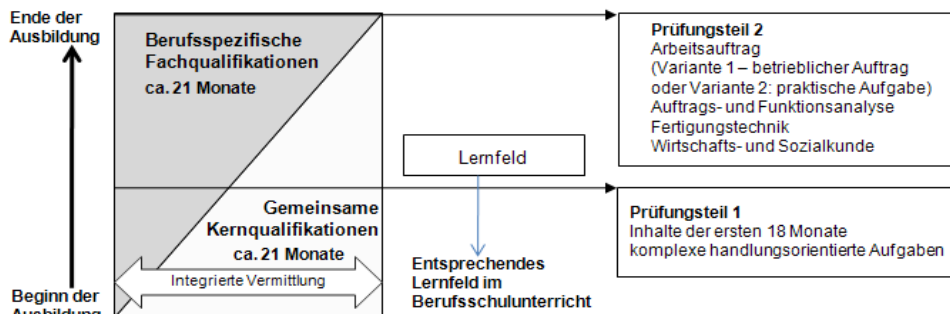 Ende der
Ausbildung
Berufsspezifische
Fachqualifikationen
ca. 21 Monate
Prüfungsteil 2
Arbeitsauftrag
(Variante 1 – betrieblicher Auftrag
oder Variante 2: praktische Aufgabe)
Auftrags- und Funktionsanalyse
Fertigungstechnik
Wirtschafts- und Sozialkunde
Lernfeld
Gemeinsame
Kernqualifikationen
ca. 21 Monate
Prüfungsteil 1
Inhalte der ersten 18 Monate
komplexe handlungsorientierte Aufgaben
Integrierte Vermittlung
Entsprechendes
Lernfeld im
Berufsschulunterricht
Beginn der
Ausbildung